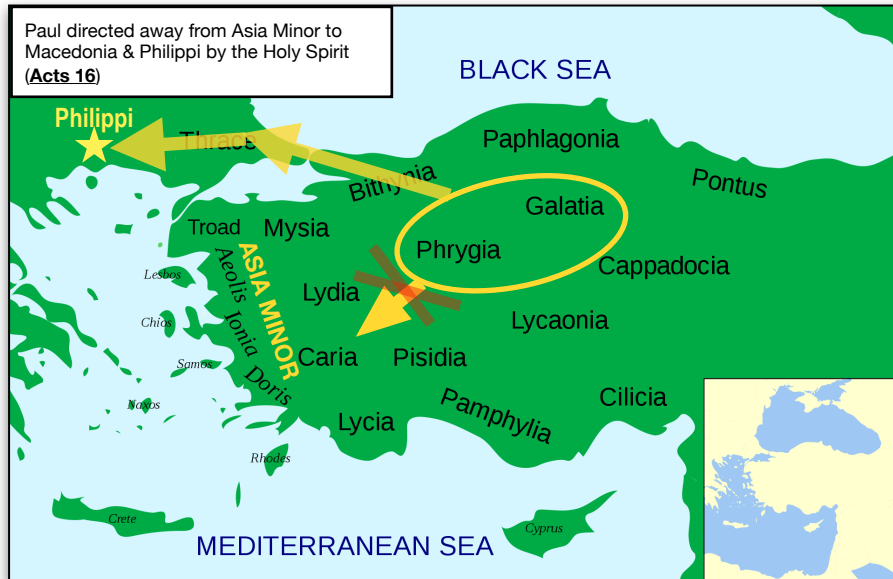 Paul directed away from Asia Minor to
Macedonia & Philippi by the Holy Spirit
(Acts 16)
BLACK SEA
Philippi
Thrace
Paphlagonia
Bithynia
Pontus
Galatia
Troad
Mysia
Phrygia
Cappadocia
ASIA MINOR
Aeolis
Lesbos
Lydia
Ionia
Chios
Lycaonia
Caria
Pisidia
Samos
Doris
Naxos
Cilicia
Lycia
Pamphylia
Rhodes
Crete
Cyprus
MEDITERRANEAN SEA